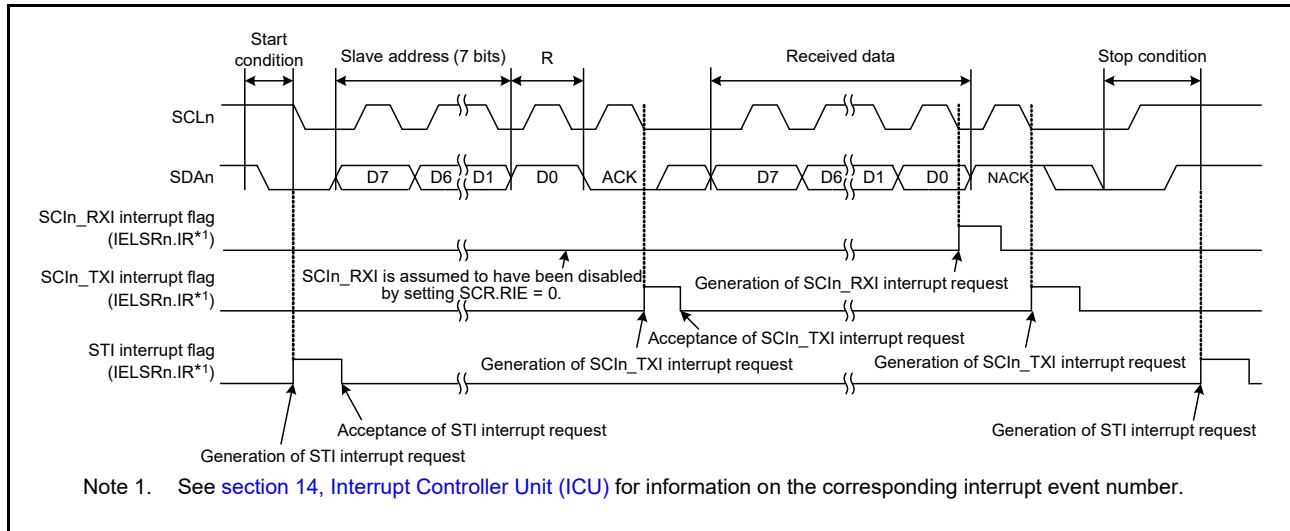 Start
condition
Slave address (7 bits)
R
Received data
Stop condition
SCLn
SDAn
D7
D6
D1
D0
ACK
D7
D6
D1
D0
NACK
SCIn_RXI interrupt flag
(IELSRn.IR*1)
SCIn_RXI is assumed to have been disabled
by setting SCR.RIE = 0.
Generation of SCIn_RXI interrupt request
SCIn_TXI interrupt flag
(IELSRn.IR*1)
Acceptance of SCIn_TXI interrupt request
Generation of SCIn_TXI interrupt request
Generation of SCIn_TXI interrupt request
STI interrupt flag
(IELSRn.IR*1)
Acceptance of STI interrupt request
Generation of STI interrupt request
Generation of STI interrupt request
Note 1. See section 14, Interrupt Controller Unit (ICU) for information on the corresponding interrupt event number.